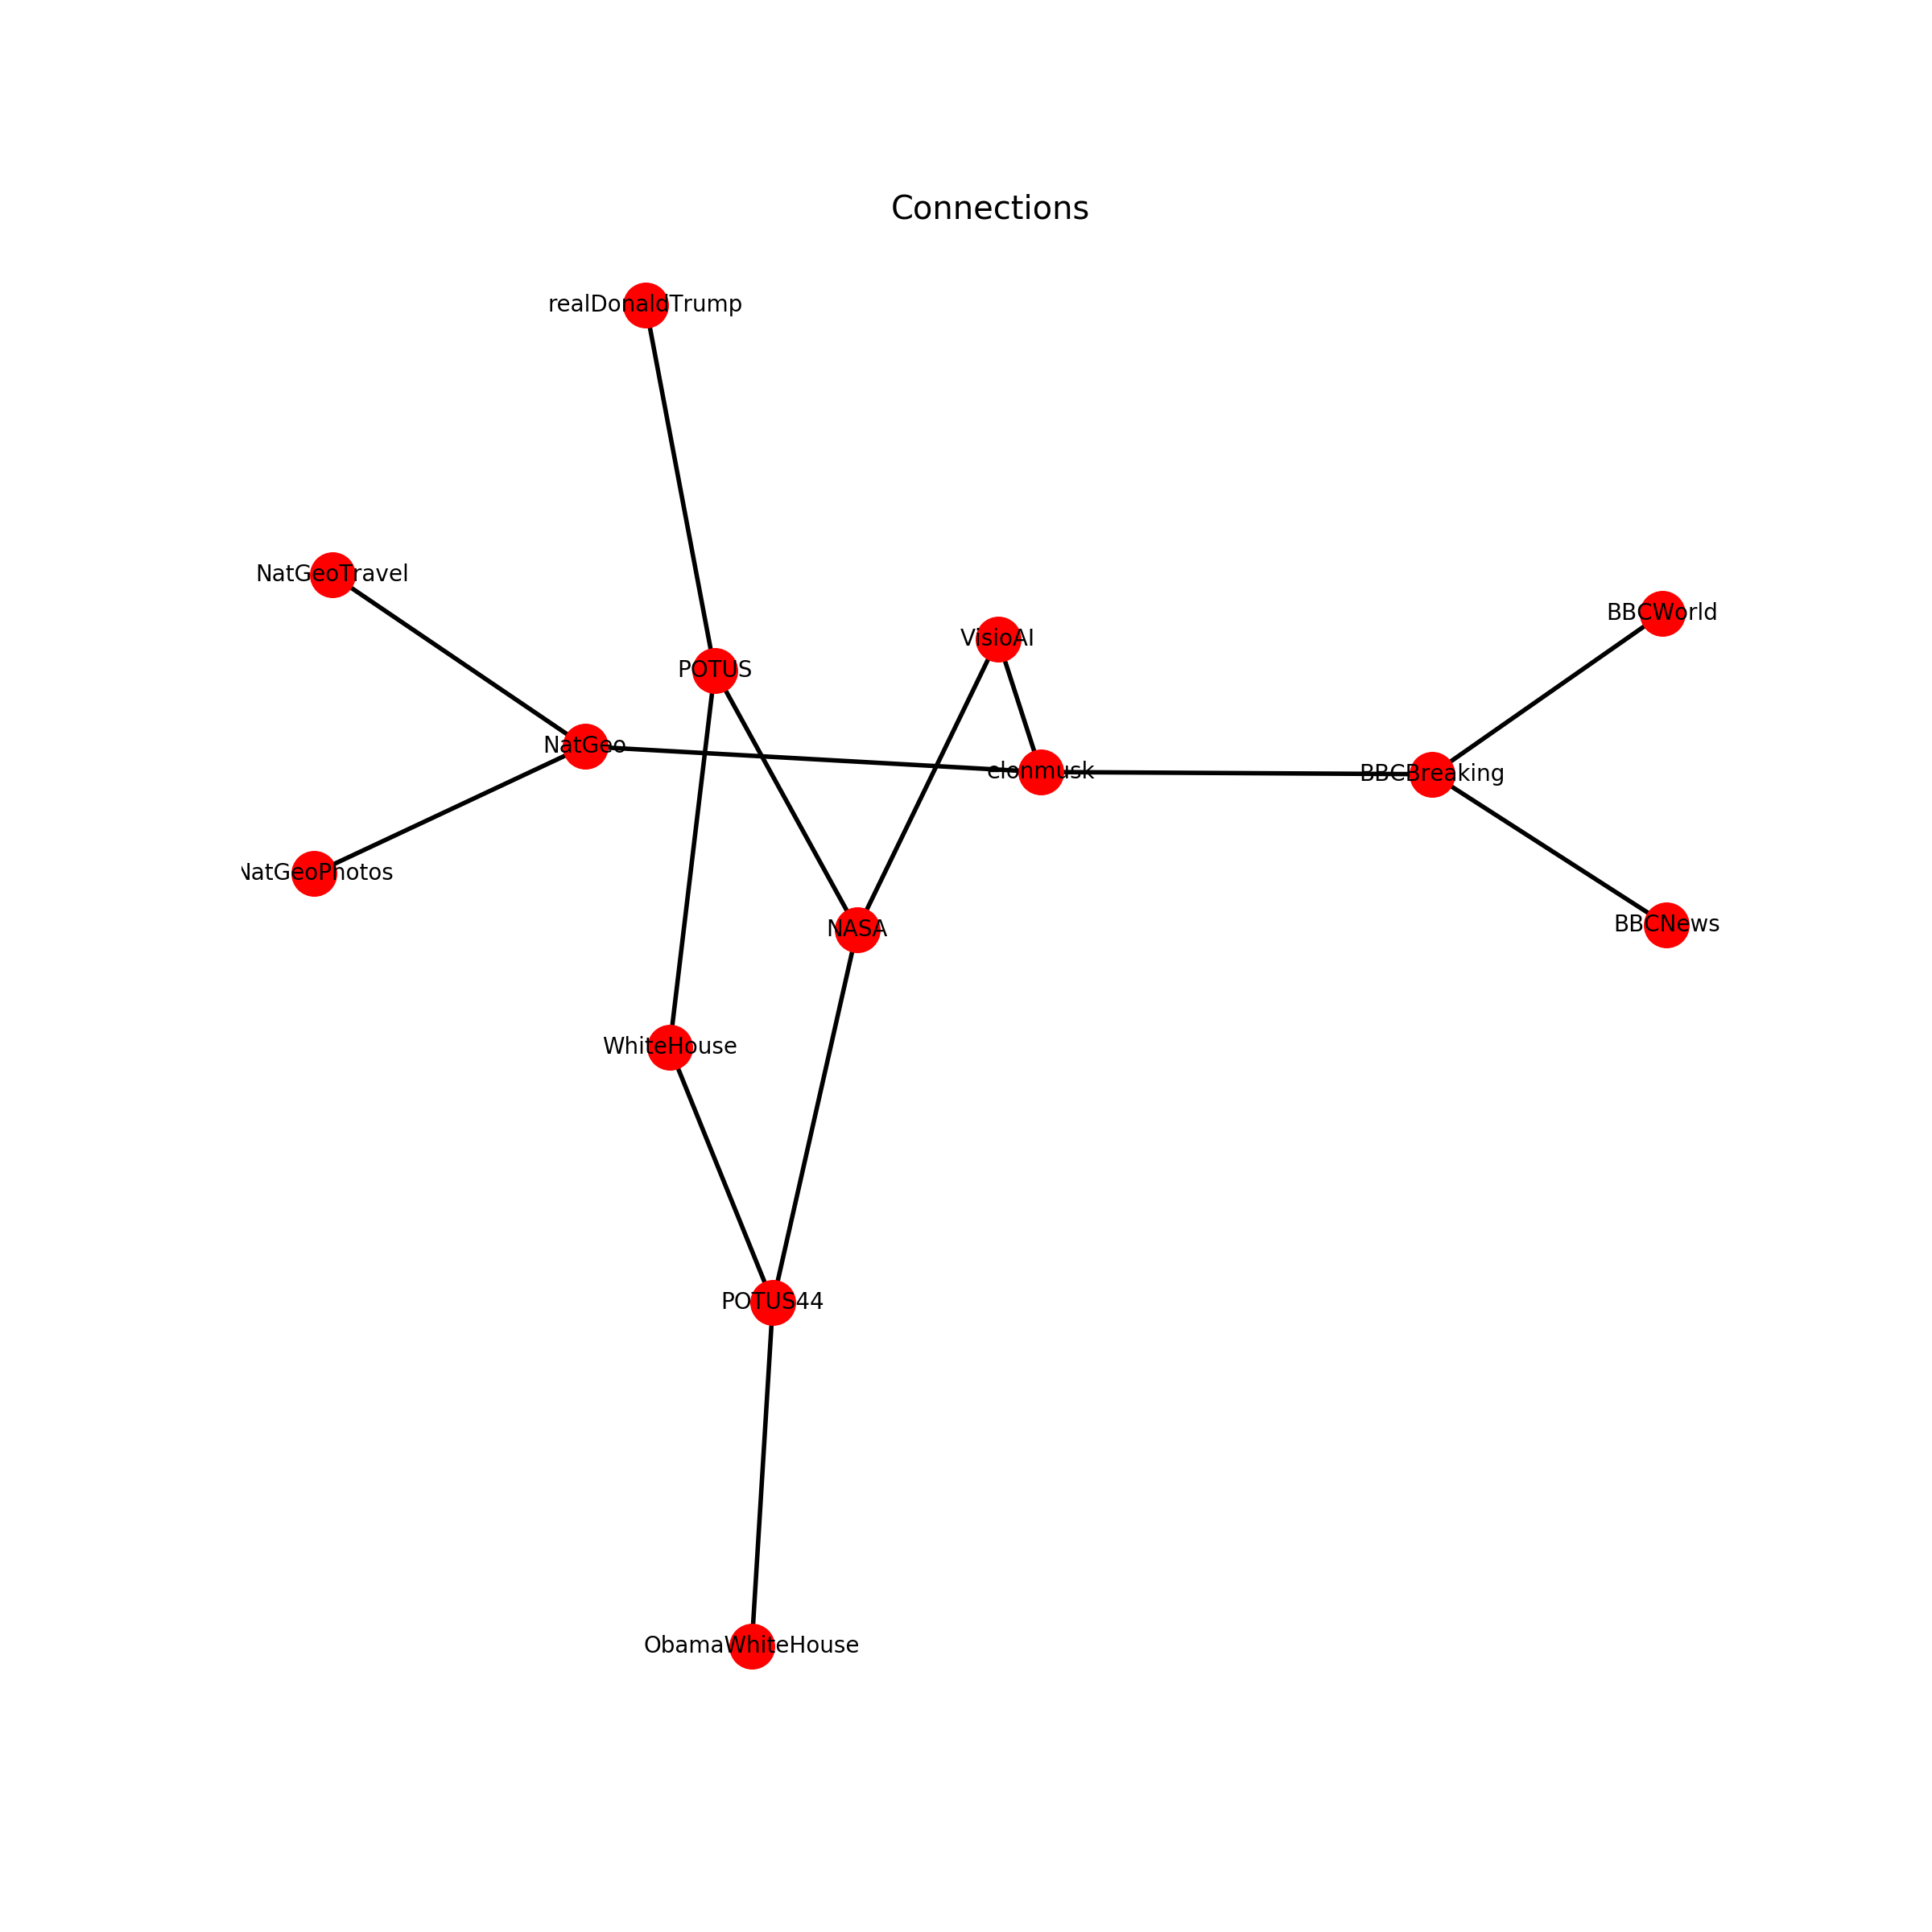 Connections
realDonaldTrump
NatGeoTravel
BBCWorld
VisioAI
POTUS
NatGeo
elonmusk
BBCBreaking
NatGeoPhotos
BBCNews
NASA
WhiteHouse
POTUS44
ObamaWhiteHouse